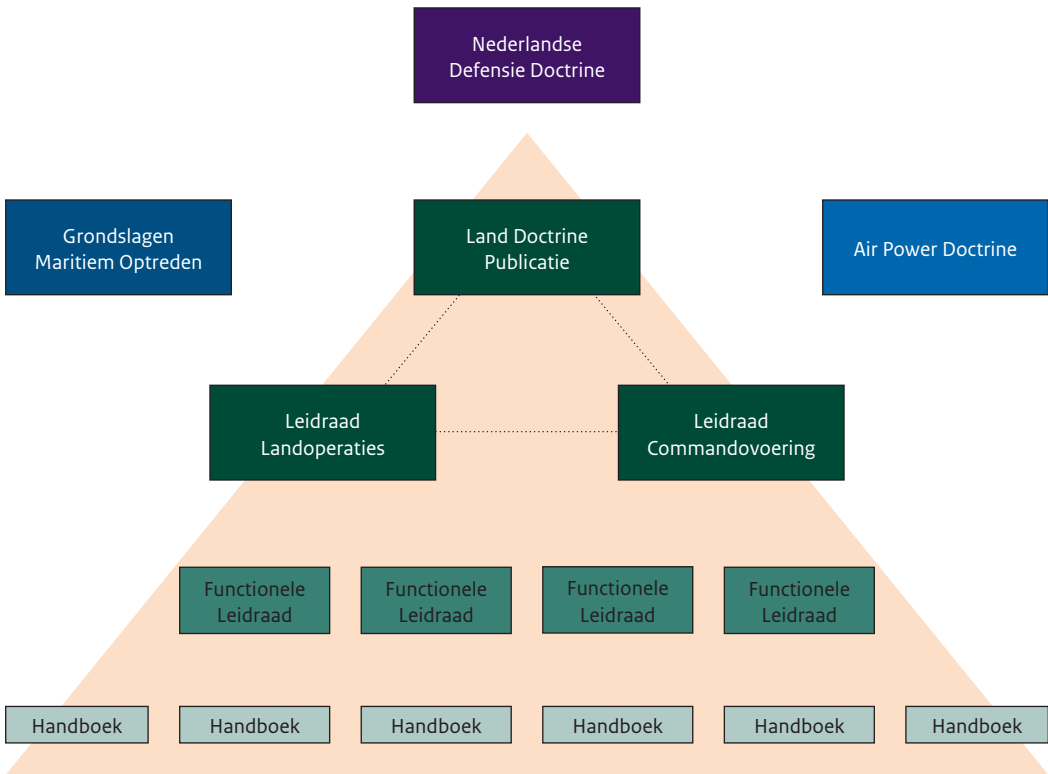 Nederlandse
Defensie Doctrine
Grondslagen
Maritiem Optreden
Land Doctrine
Publicatie
Air Power Doctrine
Leidraad
Landoperaties
Leidraad
Commandovoering
Functionele
Leidraad
Functionele
Leidraad
Functionele
Leidraad
Functionele
Leidraad
Handboek
Handboek
Handboek
Handboek
Handboek
Handboek